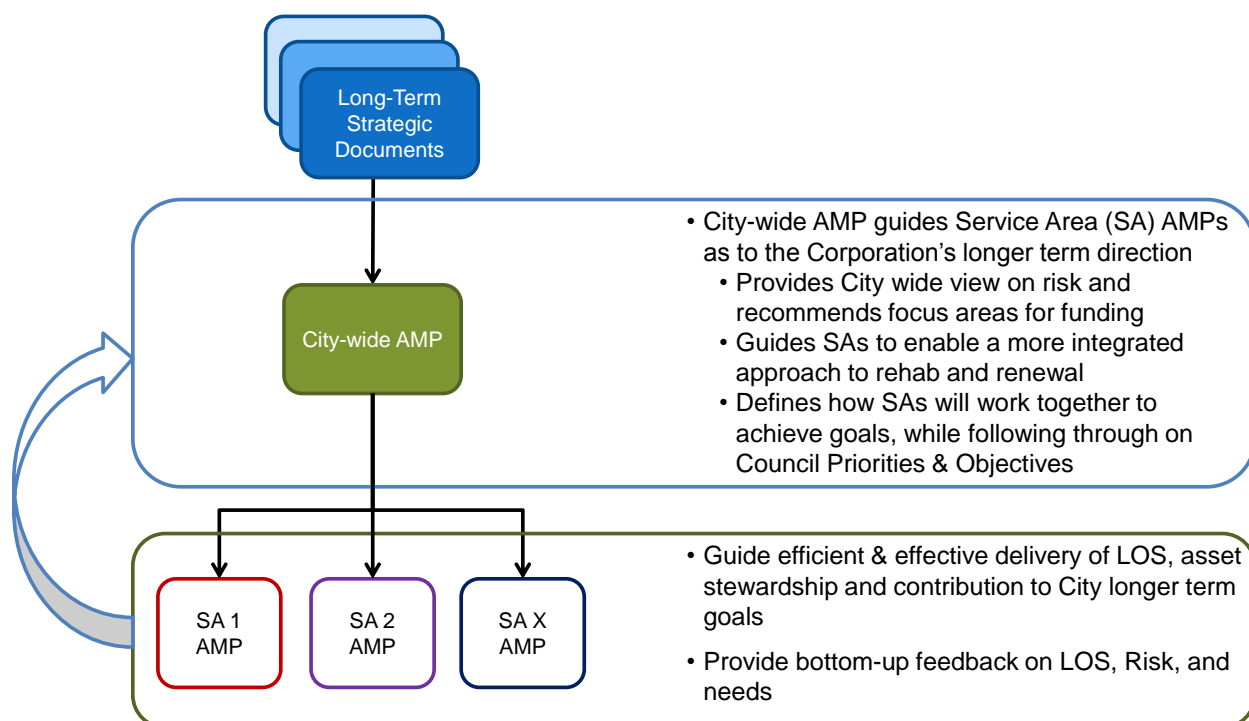 Long-Term
Strategic
Documents
City-wide AMP
• City-wide AMP guides Service Area (SA) AMPs
as to the Corporation’s longer term direction
• Provides City wide view on risk and
recommends focus areas for funding
• Guides SAs to enable a more integrated
approach to rehab and renewal
• Defines how SAs will work together to
achieve goals, while following through on
Council Priorities & Objectives
SA 1
AMP
SA 2
AMP
SA X
AMP
• Guide efficient & effective delivery of LOS, asset
stewardship and contribution to City longer term
goals
• Provide bottom-up feedback on LOS, Risk, and
needs